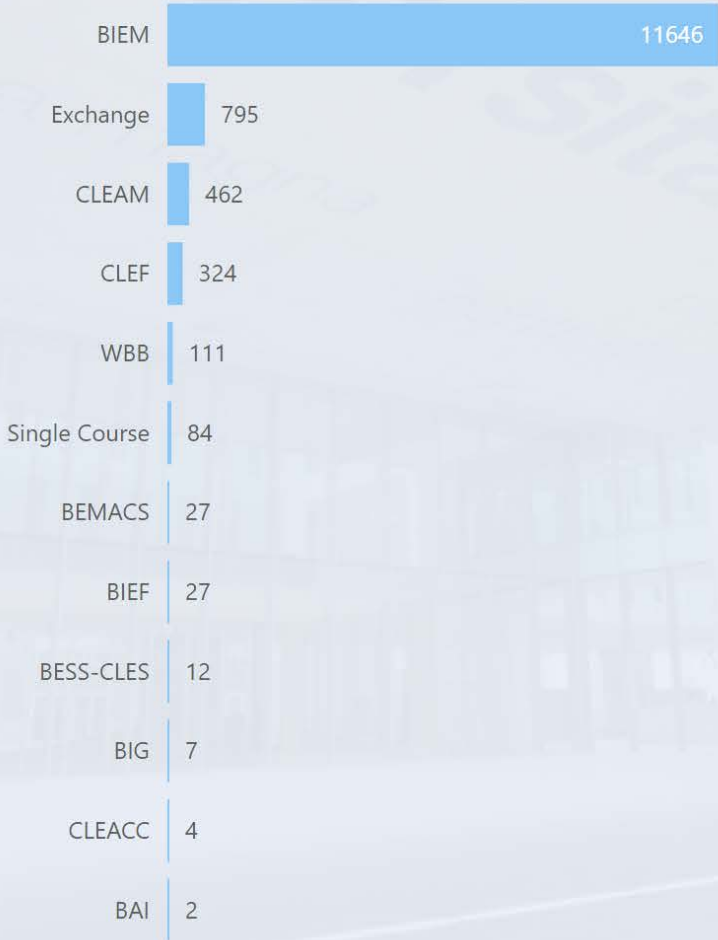 BIEM 11646
Exchange 795
CLEAM 462
CLEF 324
WBB 111
Single Course 84
BEMACS 27
BIEF 27
BESS-CLES 12
BIG 7
CLEACC 4
BAI 2